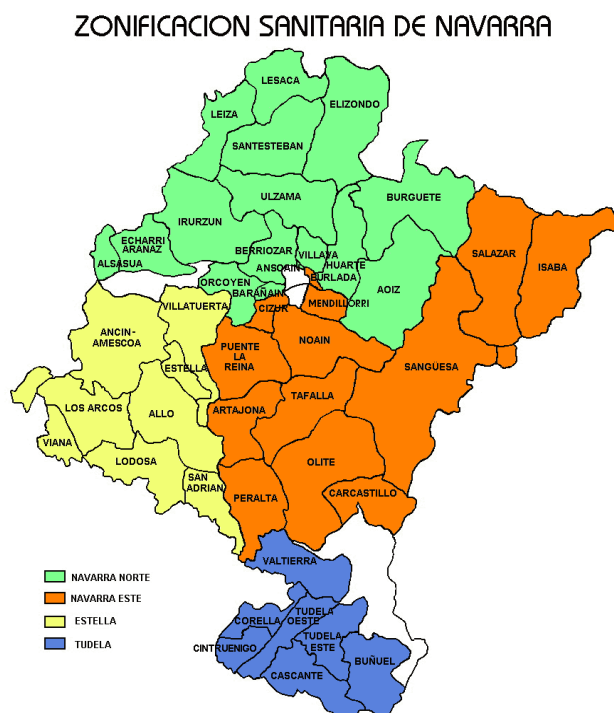 ZONIFICACION SANITARIA DE NAVARRA
LESACA
ELIZONDO
LEIZA
SANTESTEBAN
ULZAMA
BURGUETE
IRURZUN
ECHARRI
ARANAZ
BERRIOZAR
VILLAVA
SALAZAR
ALSASUA
ANSOAIN
HUARTE
ISABA
BURLADA
ORCOYEN
AOIZ
BARAÑAIN
VILLATUERTA
CIZUR
MENDILLORRI
ANCIN-
AMESCOA
PUENTE
LA
REINA
NOAIN
ESTELLA
SANGÜESA
TAFALLA
LOS ARCOS
ALLO
ARTAJONA
VIANA
LODOSA
OLITE
SAN
ADRIAN
PERALTA
CARCASTILLO
VALTIERRA
NAVARRA NORTE
NAVARRA ESTE
ESTELLA
TUDELA
TUDELA
OESTE
CORELLA
TUDELA
ESTE
CINTRUENIGO
BUÑUEL
CASCANTE